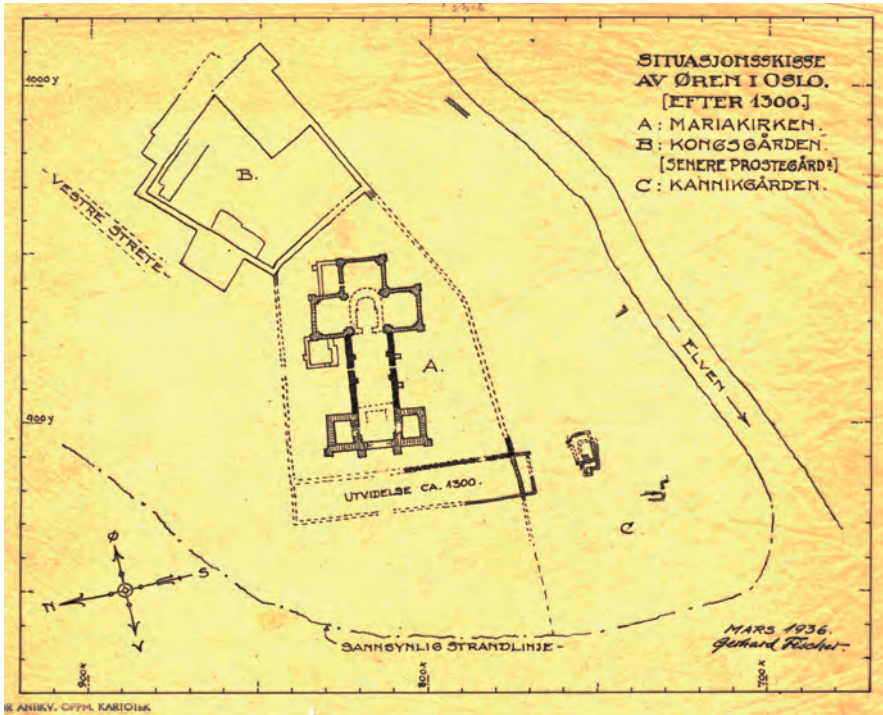 SITUASJONSSKISSE
AV ØREN I OSLO.
[EFTER 1300]
A: MARIAKIRKEN.
B: KONGSGÅRDEN.
[SENERE PROSTEGÅRD?]
C: KANNIKGÅRDEN.
1000 y
B.
VESTRE STRETE
A.
ELVEN
900 y
UTVIDELSE CA. 1300.
C.
Ø
S
N
V
SANNSYNLIG STRANDLINJE
MARS 1936.
Gerhard Fischer
900 x
800 x
700 x
ANTIKV. OPPM. KARTOTEK